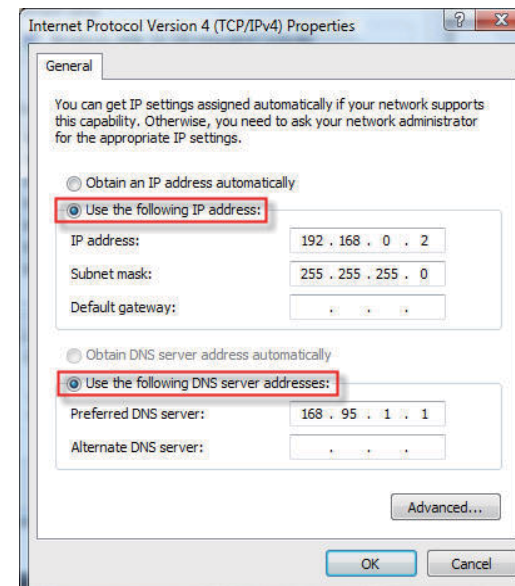 Internet Protocol Version 4 (TCP/IPv4) Properties
General
You can get IP settings assigned automatically if your network supports
this capability. Otherwise, you need to ask your network administrator
for the appropriate IP settings.
Obtain an IP address automatically
Use the following IP address:
IP address: 192 . 168 . 0 . 2
Subnet mask: 255 . 255 . 255 . 0
Default gateway: . . .
Obtain DNS server address automatically
Use the following DNS server addresses:
Preferred DNS server: 168 . 95 . 1 . 1
Alternate DNS server: . . .
Advanced...
OK Cancel